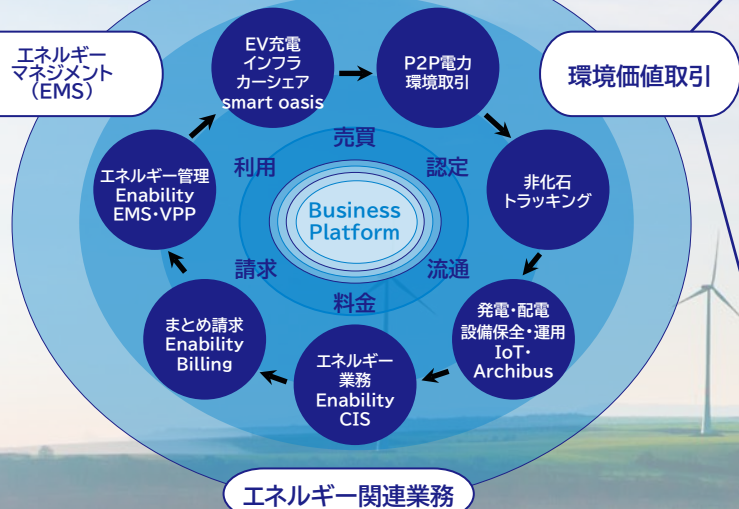 エネルギー
マネジメント
（EMS）
EV充電
インフラ
カーシェア
smart oasis
P2P電力
環境取引
環境価値取引
エネルギー管理
Enability
EMS・VPP
利用
売買
認定
非化石
トラッキング
Business
Platform
請求
料金
流通
まとめ請求
Enability
Billing
エネルギー
業務
Enability
CIS
発電・配電
設備保全・運用
IoT・
Archibus
エネルギー関連業務